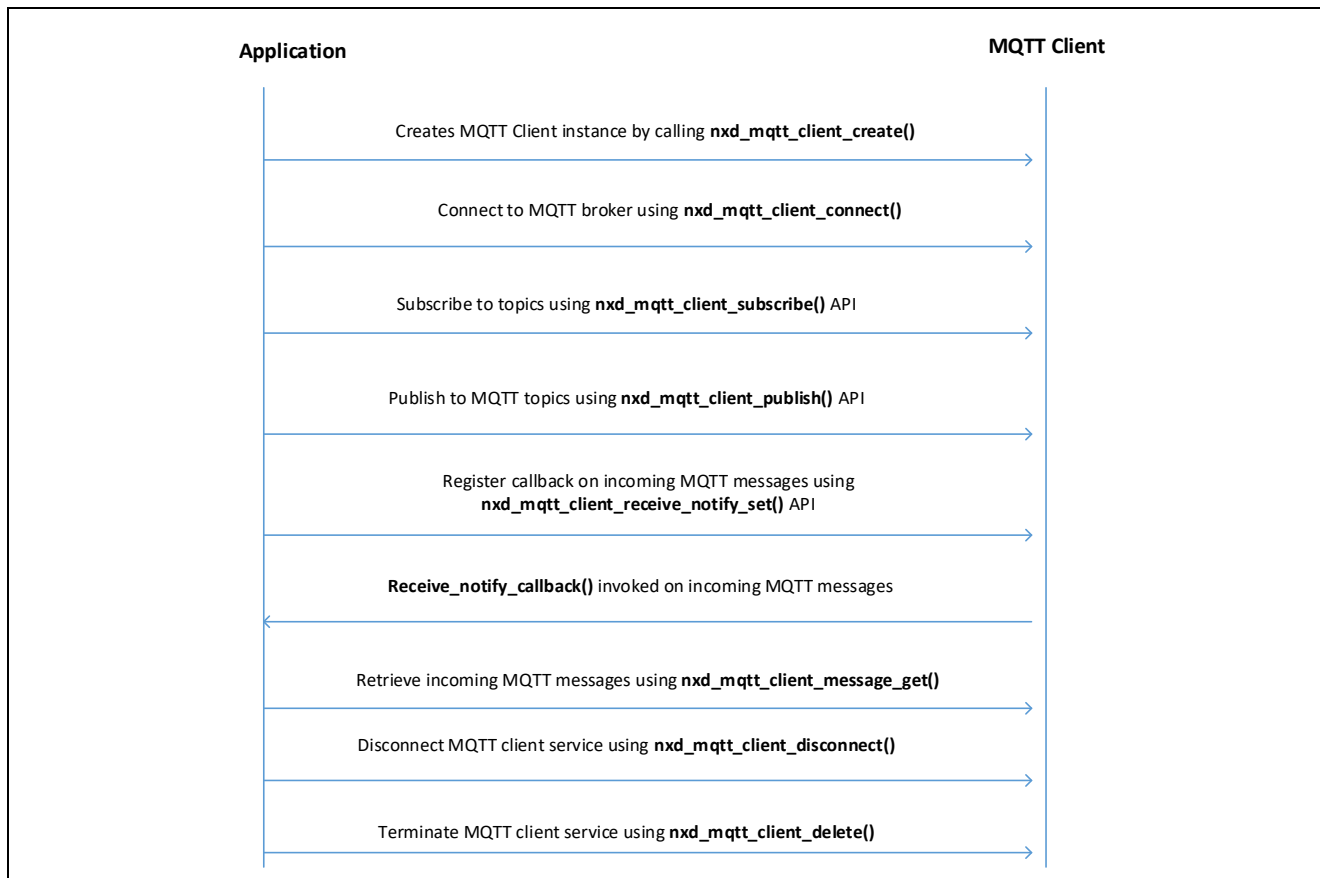 Application
MQTT Client
Creates MQTT Client instance by calling nxd_mqtt_client_create()
Connect to MQTT broker using nxd_mqtt_client_connect()
Subscribe to topics using nxd_mqtt_client_subscribe() API
Publish to MQTT topics using nxd_mqtt_client_publish() API
Register callback on incoming MQTT messages using
nxd_mqtt_client_receive_notify_set() API
Receive_notify_callback() invoked on incoming MQTT messages
Retrieve incoming MQTT messages using nxd_mqtt_client_message_get()
Disconnect MQTT client service using nxd_mqtt_client_disconnect()
Terminate MQTT client service using nxd_mqtt_client_delete()